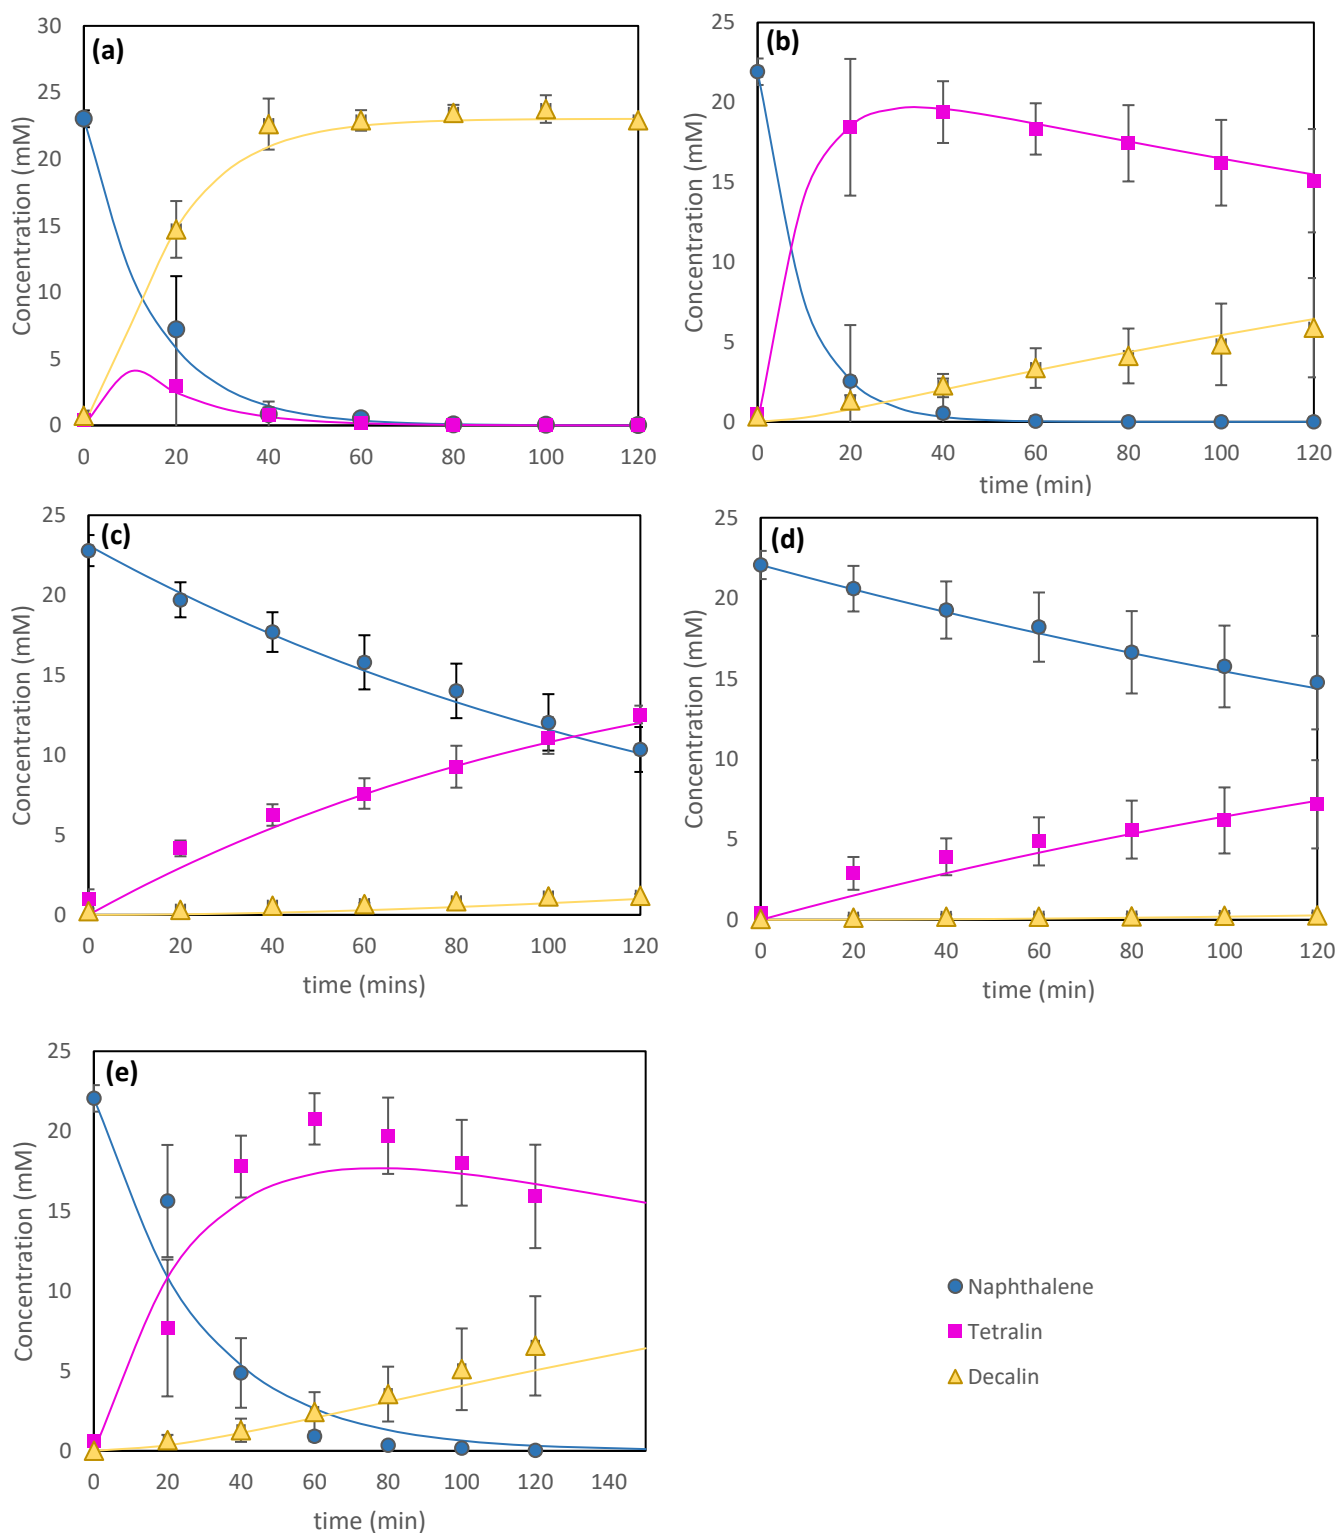 (a)
Concentration (mM)
30
25
20
15
10
5
0
0 20 40 60 80 100 120
(b)
Concentration (mM)
25
20
15
10
5
0
0 20 40 60 80 100 120
time (min)
(c)
Concentration (mM)
25
20
15
10
5
0
0 20 40 60 80 100 120
time (mins)
(d)
Concentration (mM)
25
20
15
10
5
0
0 20 40 60 80 100 120
time (min)
(e)
Concentration (mM)
25
20
15
10
5
0
0 20 40 60 80 100 120 140
time (min)
Naphthalene
Tetralin
Decalin